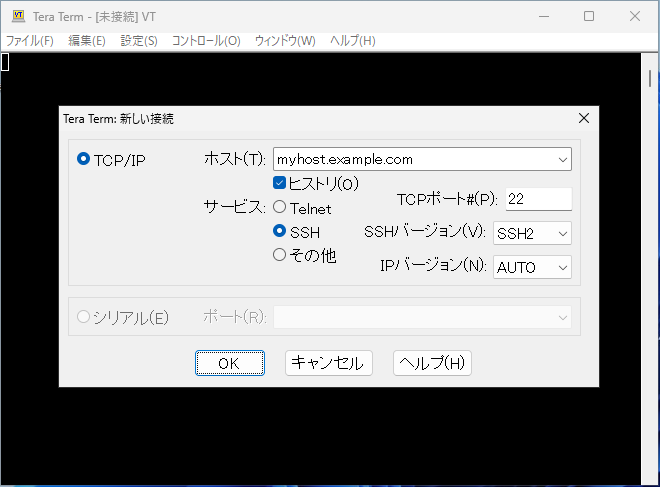 Tera Term - [未接続] VT
ファイル(F) 編集(E) 設定(S) コントロール(O) ウィンドウ(W) ヘルプ(H)
Tera Term: 新しい接続
TCP/IP ホスト(T): myhost.example.com
ヒストリ(O)
サービス: Telnet TCPポート#(P): 22
SSH SSHバージョン(V): SSH2
その他 IPバージョン(N): AUTO
シリアル(E) ポート(R):
OK キャンセル ヘルプ(H)